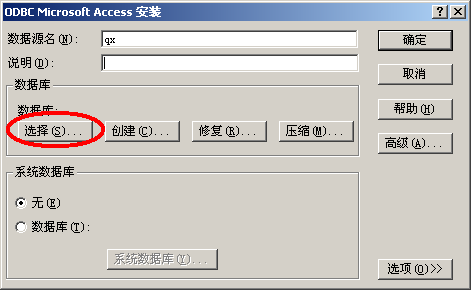 ODBC Microsoft Access 安装
数据源名(N): qx 确定
说明(D): 取消
数据库
数据库: 帮助(H)
选择(S)... 创建(C)... 修复(R)... 压缩(M)...
高级(A)...
系统数据库
无(E)
数据库(T):
系统数据库(Y)... 选项(O)>>